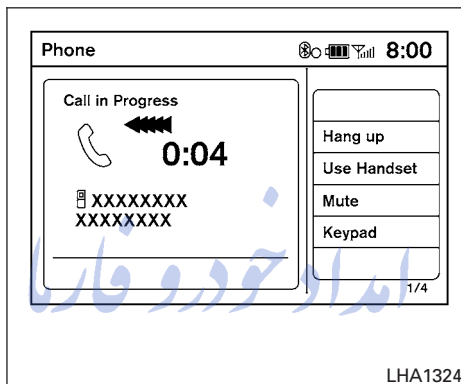 Phone 8:00
Call in Progress
0:04
XXXXXXXX
XXXXXXXX
Hang up
Use Handset
Mute
Keypad
1/4
امداد خودرو فارما
LHA1324